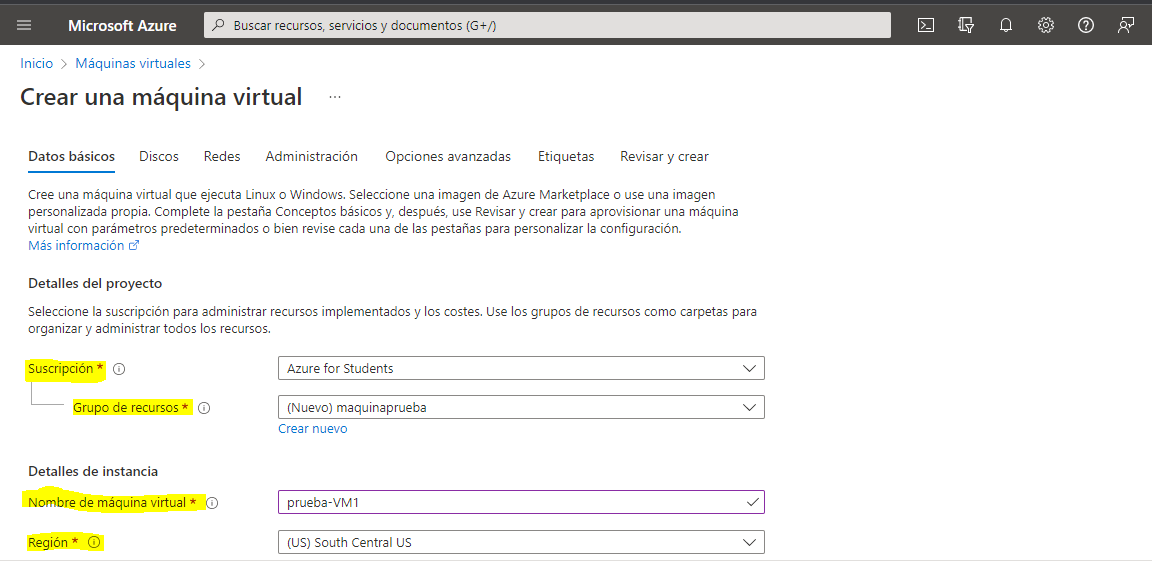 Microsoft Azure
Buscar recursos, servicios y documentos (G+/)
Inicio > Máquinas virtuales >
Crear una máquina virtual ...
Datos básicos Discos Redes Administración Opciones avanzadas Etiquetas Revisar y crear
Cree una máquina virtual que ejecuta Linux o Windows. Seleccione una imagen de Azure Marketplace o use una imagen
personalizada propia. Complete la pestaña Conceptos básicos y, después, use Revisar y crear para aprovisionar una máquina
virtual con parámetros predeterminados o bien revise cada una de las pestañas para personalizar la configuración.
Más información
Detalles del proyecto
Seleccione la suscripción para administrar recursos implementados y los costes. Use los grupos de recursos como carpetas para
organizar y administrar todos los recursos.
Suscripción * Azure for Students
Grupo de recursos * (Nuevo) maquinaprueba
Crear nuevo
Detalles de instancia
Nombre de máquina virtual * prueba-VM1
Región * (US) South Central US